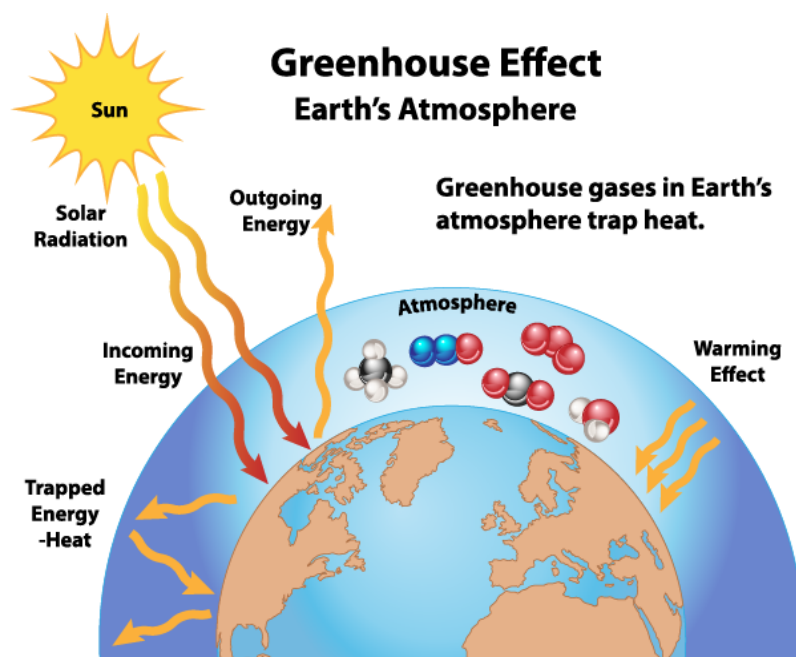 Greenhouse Effect
Earth's Atmosphere
Sun
Greenhouse gases in Earth's
atmosphere trap heat.
Solar
Radiation
Outgoing
Energy
Atmosphere
Incoming
Energy
Warming
Effect
Trapped
Energy
-Heat